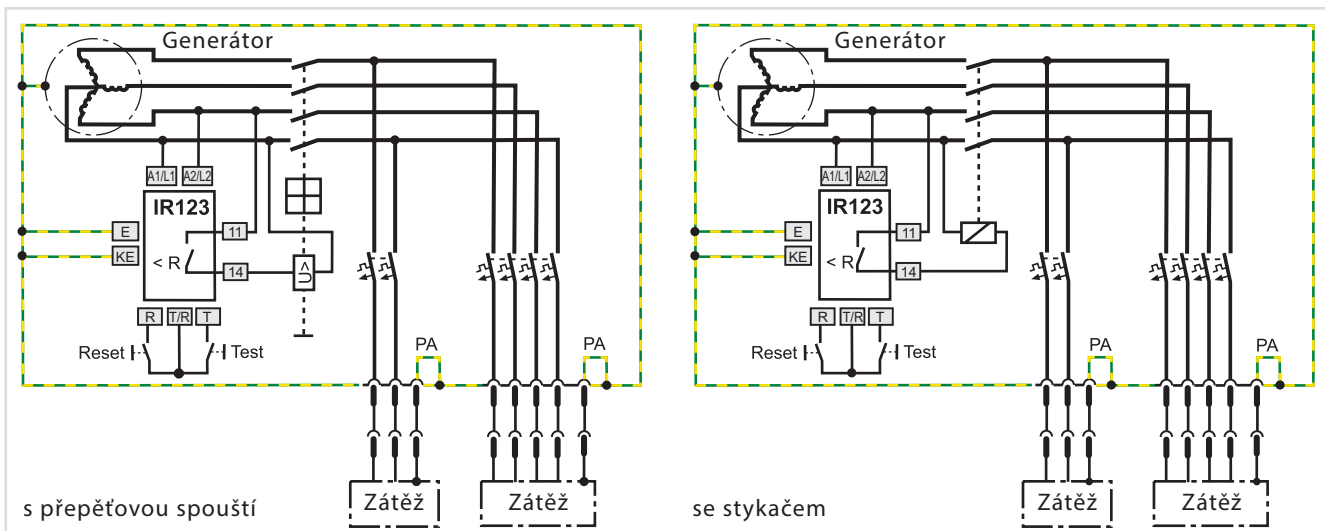 Generátor
A1/L1 A2/L2
IR123
E
KE
11
< R
14
U<
R T/R T
Reset
Test
PA
PA
Zátěž
Zátěž
s přepěťovou spouští
Generátor
A1/L1 A2/L2
IR123
E
KE
11
< R
14
R T/R T
Reset
Test
PA
PA
Zátěž
Zátěž
se stykačem